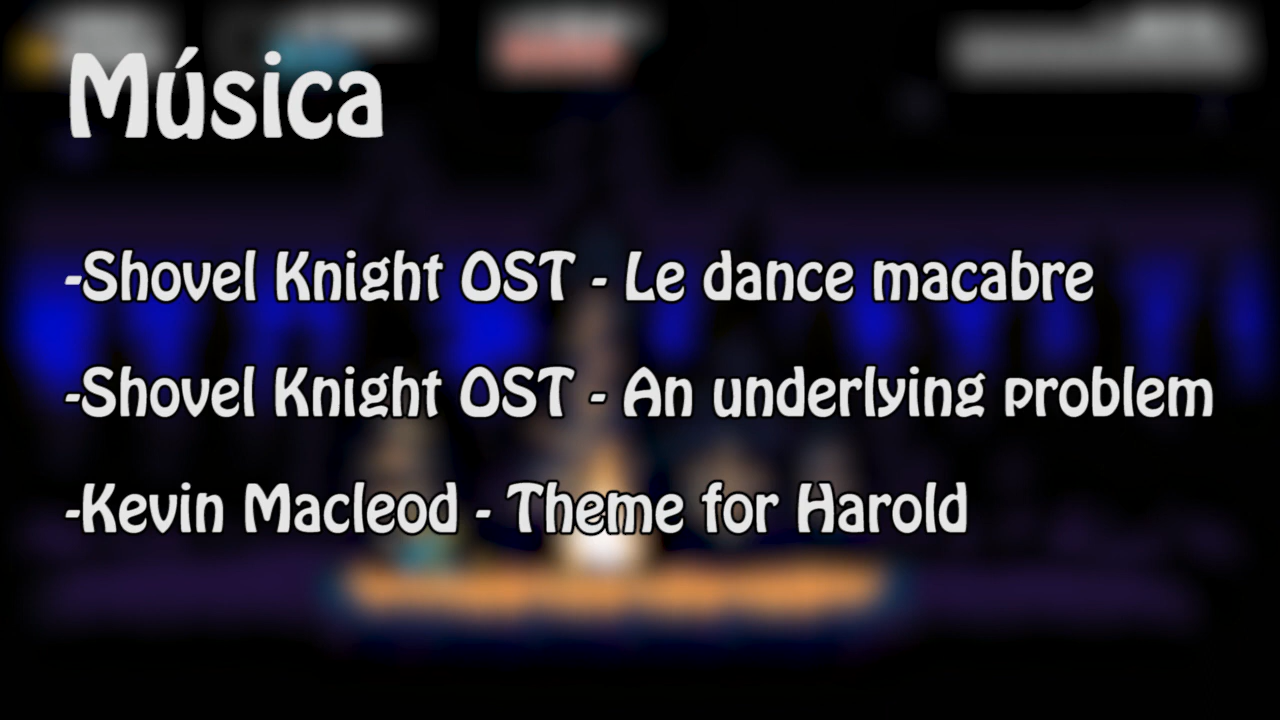 Música
-Shovel Knight OST - Le dance macabre
-Shovel Knight OST - An underlying problem
-Kevin Macleod - Theme for Harold